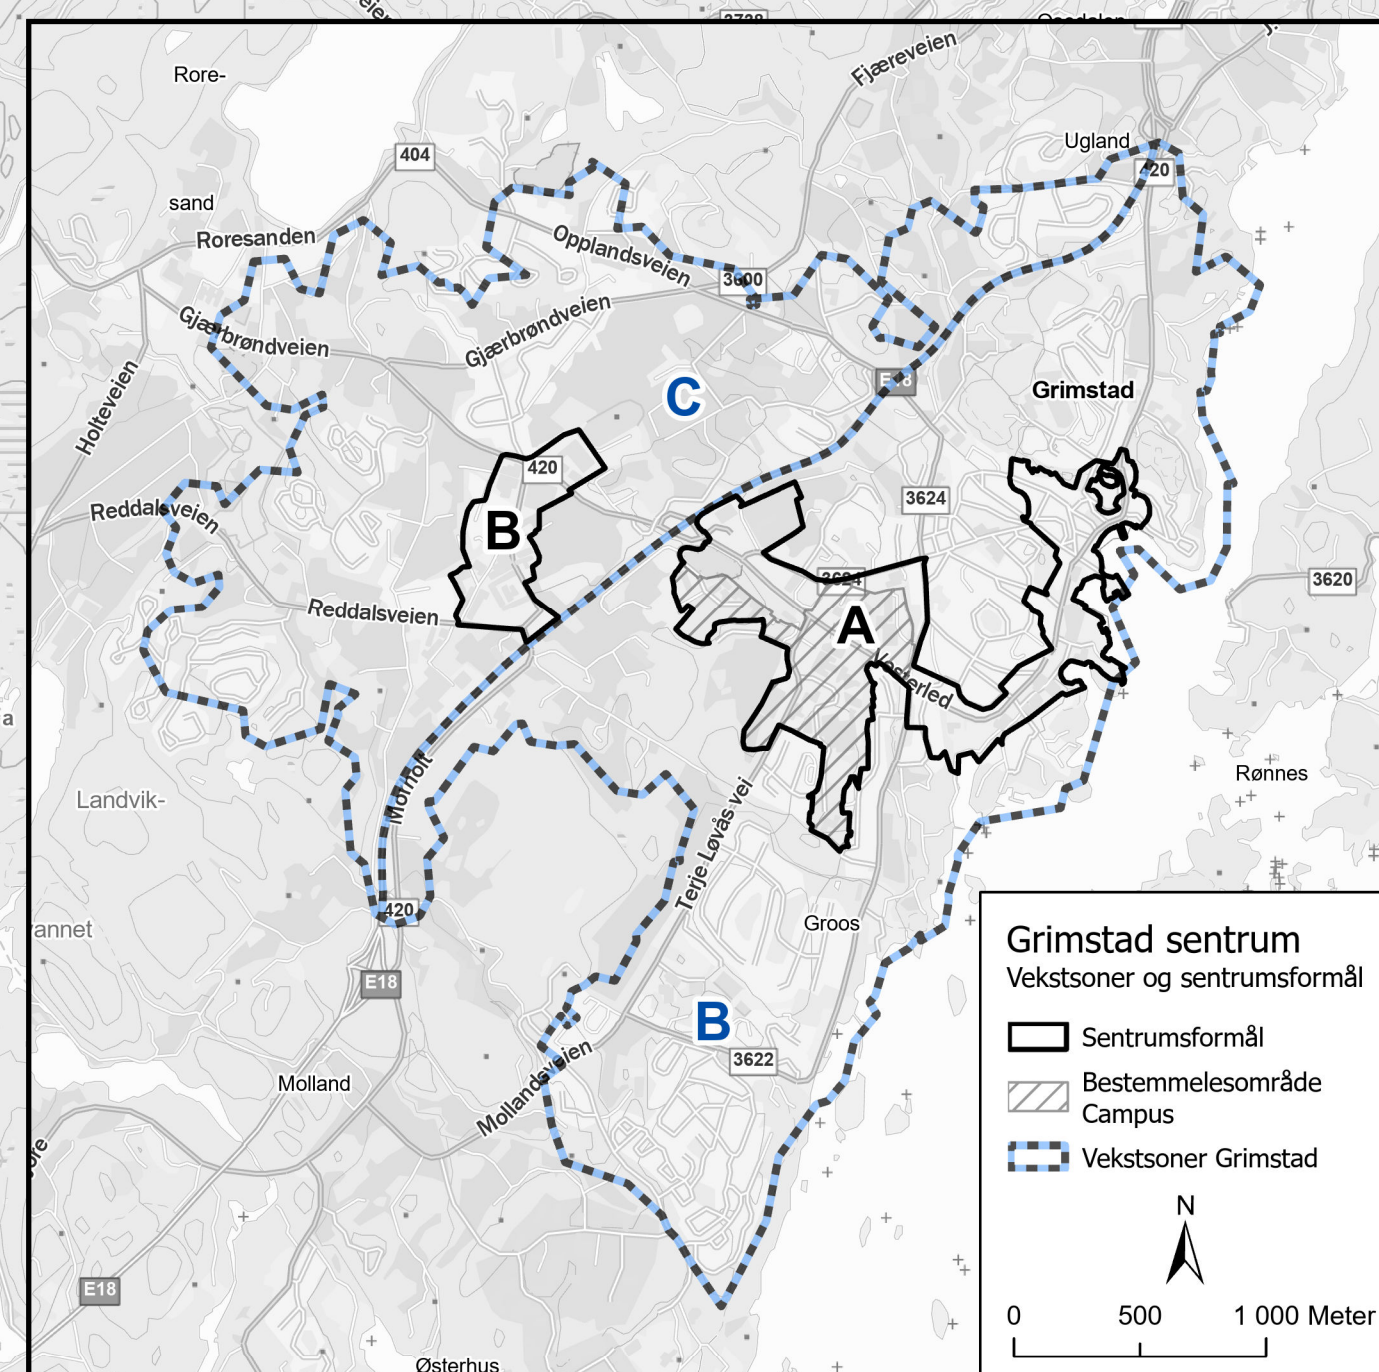 Rore-
sand
Fjæreveien
Ugland
404
420
Roresanden
Opplandsveien
3600
Gjærbrøndveien
Gjærbrøndveien
E18
C
Grimstad
Holteveien
420
3624
Reddalsveien
B
3620
3624
Reddalsveien
A
Vesterled
Morholt
Rønnes
Landvik-
vannet
Terje Løvås vei
420
Groos
E18
B
3622
Mollandsveien
Molland
E18
Østerhus
Grimstad sentrum
Vekstsoner og sentrumsformål
Sentrumsformål
Bestemmelesområde
Campus
Vekstsoner Grimstad
N
0 500 1 000 Meter